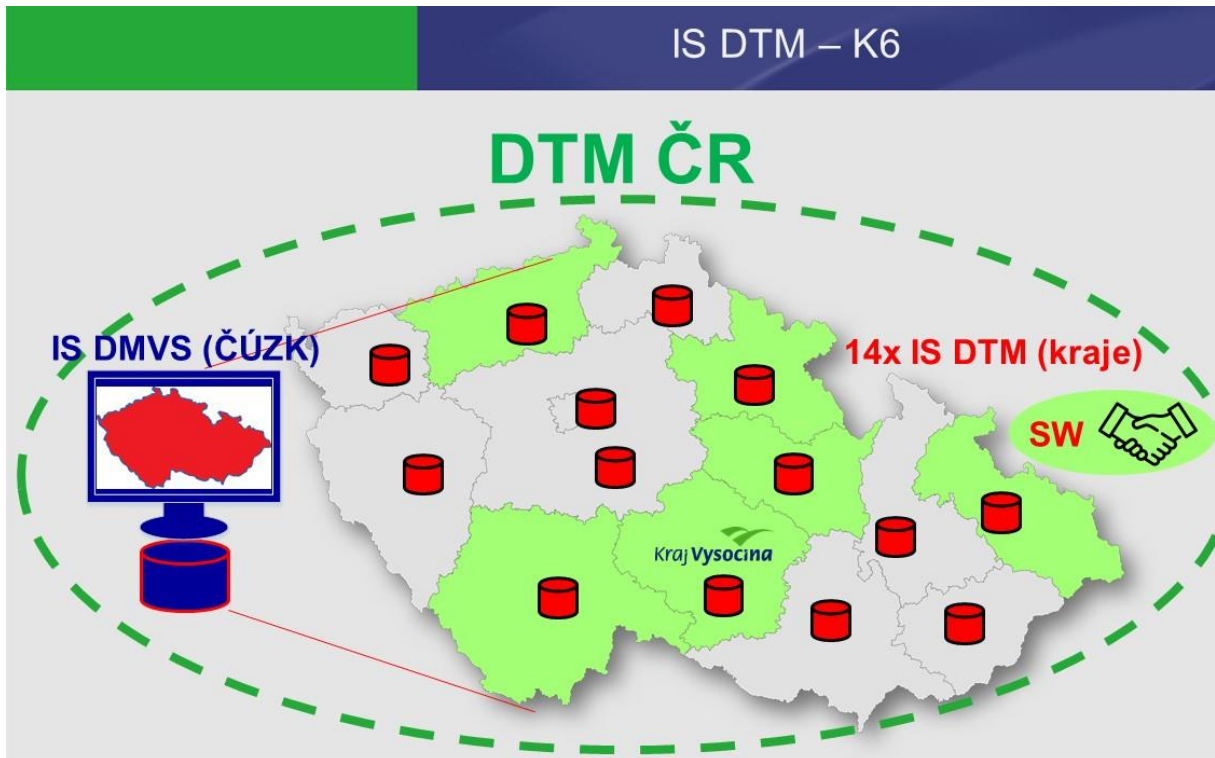 IS DTM – K6
DTM ČR
IS DMVS (ČÚZK)
14x IS DTM (kraje)
SW
Kraj Vysočina